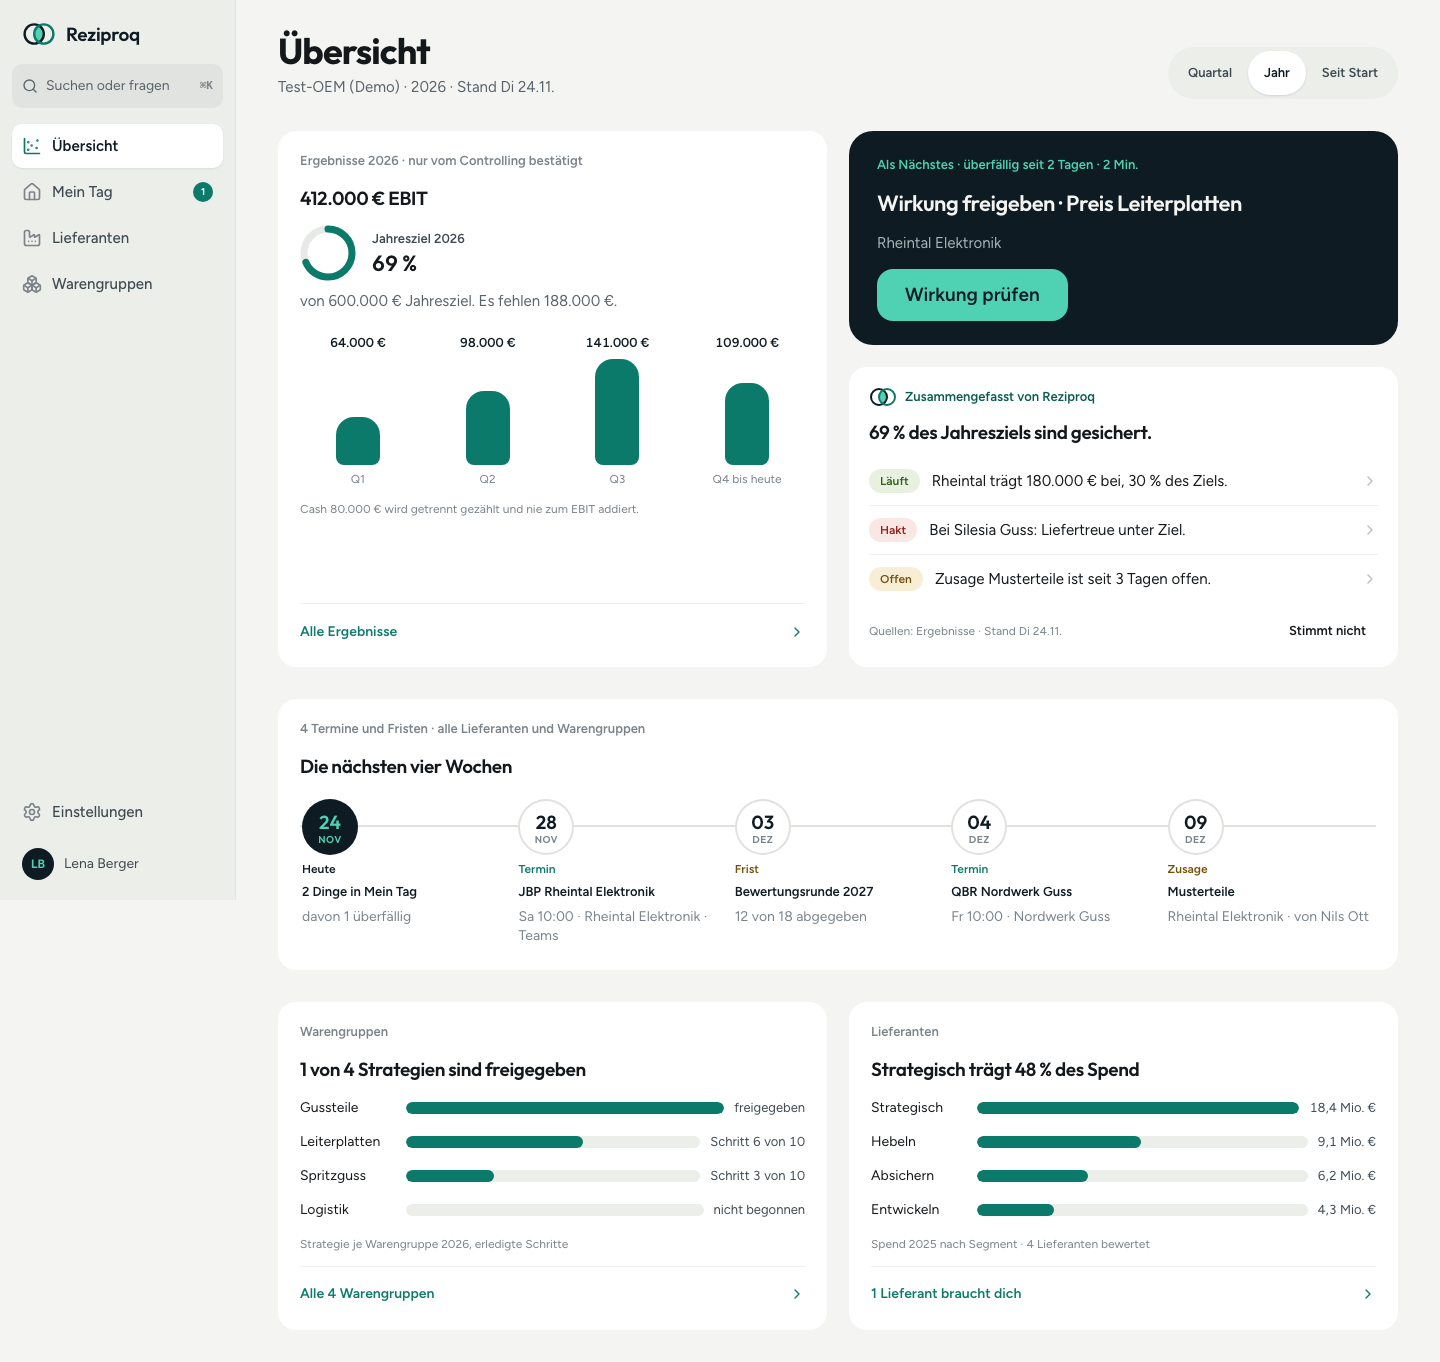 Reziproq
Suchen oder fragen ⌘K
Übersicht
Mein Tag 1
Lieferanten
Warengruppen
Einstellungen
LB Lena Berger
Übersicht
Test-OEM (Demo) · 2026 · Stand Di 24.11.
Quartal Jahr Seit Start
Ergebnisse 2026 · nur vom Controlling bestätigt
412.000 € EBIT
Jahresziel 2026
69 %
von 600.000 € Jahresziel. Es fehlen 188.000 €.
64.000 € 98.000 € 141.000 € 109.000 €
Q1 Q2 Q3 Q4 bis heute
Cash 80.000 € wird getrennt gezählt und nie zum EBIT addiert.
Alle Ergebnisse
Als Nächstes · überfällig seit 2 Tagen · 2 Min.
Wirkung freigeben · Preis Leiterplatten
Rheintal Elektronik
Wirkung prüfen
Zusammengefasst von Reziproq
69 % des Jahresziels sind gesichert.
Läuft Rheintal trägt 180.000 € bei, 30 % des Ziels.
Hakt Bei Silesia Guss: Liefertreue unter Ziel.
Offen Zusage Musterteile ist seit 3 Tagen offen.
Quellen: Ergebnisse · Stand Di 24.11. Stimmt nicht
4 Termine und Fristen · alle Lieferanten und Warengruppen
Die nächsten vier Wochen
24 NOV
Heute
2 Dinge in Mein Tag
davon 1 überfällig
28 NOV
Termin
JBP Rheintal Elektronik
Sa 10:00 · Rheintal Elektronik ·
Teams
03 DEZ
Frist
Bewertungsrunde 2027
12 von 18 abgegeben
04 DEZ
Termin
QBR Nordwerk Guss
Fr 10:00 · Nordwerk Guss
09 DEZ
Zusage
Musterteile
Rheintal Elektronik · von Nils Ott
Warengruppen
1 von 4 Strategien sind freigegeben
Gussteile freigegeben
Leiterplatten Schritt 6 von 10
Spritzguss Schritt 3 von 10
Logistik nicht begonnen
Strategie je Warengruppe 2026, erledigte Schritte
Alle 4 Warengruppen
Lieferanten
Strategisch trägt 48 % des Spend
Strategisch 18,4 Mio. €
Hebeln 9,1 Mio. €
Absichern 6,2 Mio. €
Entwickeln 4,3 Mio. €
Spend 2025 nach Segment · 4 Lieferanten bewertet
1 Lieferant braucht dich